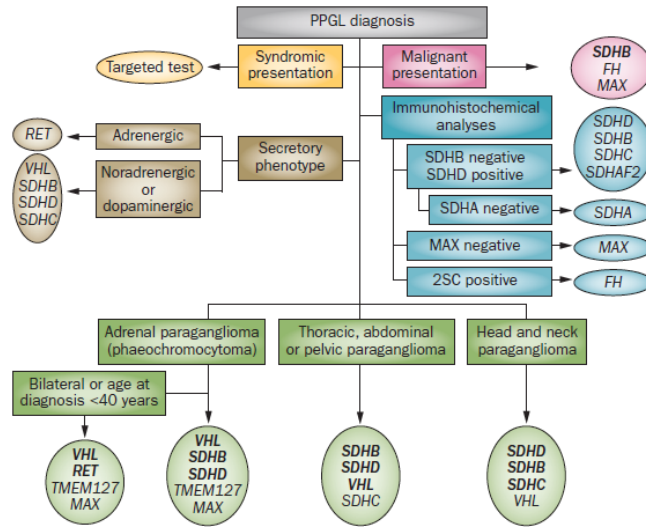 PPGL diagnosis
Targeted test
Syndromic
presentation
Malignant
presentation
SDHB
FH
MAX
Immunohistochemical
analyses
RET
Adrenergic
Secretory
phenotype
VHL
SDHB
SDHD
SDHC
Noradrenergic
or
dopaminergic
SDHB negative
SDHD positive
SDHD
SDHB
SDHC
SDHAF2
SDHA negative
SDHA
MAX negative
MAX
2SC positive
FH
Adrenal paraganglioma
(phaeochromocytoma)
Thoracic, abdominal
or pelvic paraganglioma
Head and neck
paraganglioma
Bilateral or age at
diagnosis <40 years
VHL
RET
TMEM127
MAX
VHL
SDHB
SDHD
TMEM127
MAX
SDHB
SDHD
VHL
SDHC
SDHD
SDHB
SDHC
VHL